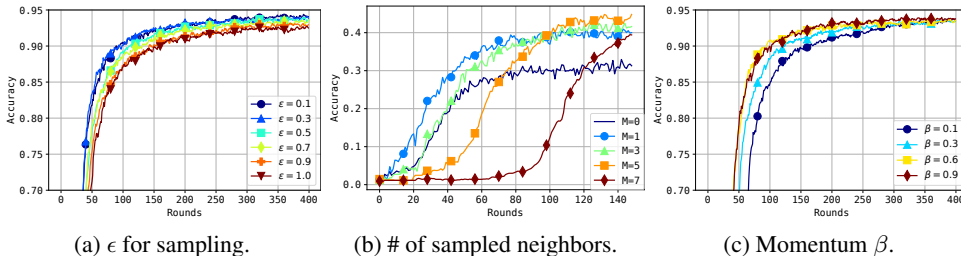 0.95
0.90
0.85
0.80
0.75
0.70
Accuracy
0 50 100 150 200 250 300 350 400
Rounds
ε = 0.1
ε = 0.3
ε = 0.5
ε = 0.7
ε = 0.9
ε = 1.0
(a) ϵ for sampling.
0.4
0.3
0.2
0.1
0.0
Accuracy
0 20 40 60 80 100 120 140
Rounds
M=0
M=1
M=3
M=5
M=7
(b) # of sampled neighbors.
0.95
0.90
0.85
0.80
0.75
0.70
Accuracy
0 50 100 150 200 250 300 350 400
Rounds
β = 0.1
β = 0.3
β = 0.6
β = 0.9
(c) Momentum β.